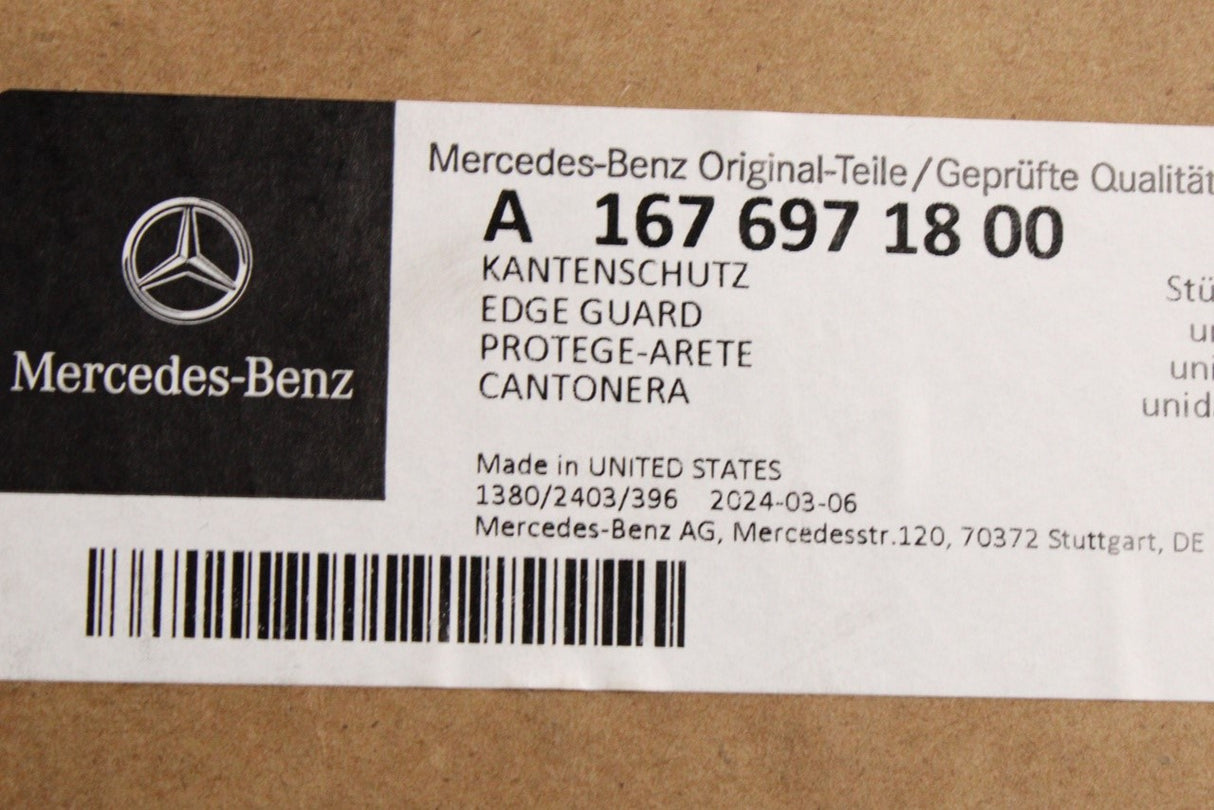 Mercedes-Benz
Mercedes-Benz Original-Teile/Geprüfte Qualität
A 167 697 18 00
KANTENSCHUTZ
EDGE GUARD
PROTEGE-ARETE
CANTONERA
Made in UNITED STATES
1380/2403/396 2024-03-06
Mercedes-Benz AG, Mercedesstr.120, 70372 Stuttgart, DE